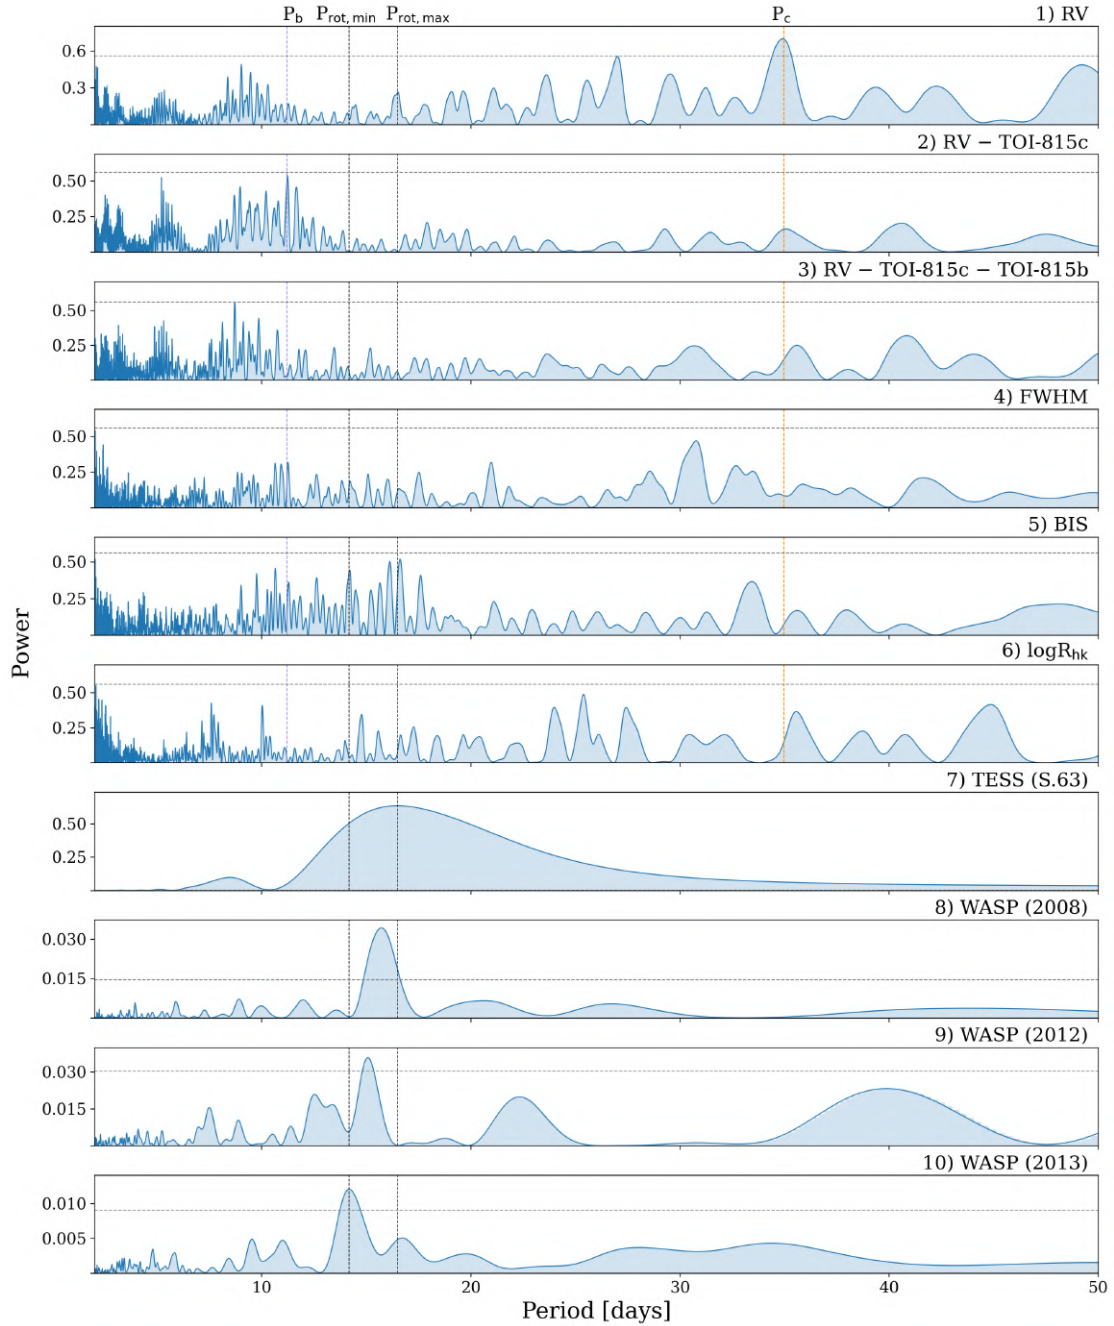 P_b P_rot, min P_rot, max P_c 1) RV
0.6
0.3
2) RV − TOI-815c
0.50
0.25
3) RV − TOI-815c − TOI-815b
0.50
0.25
4) FWHM
0.50
0.25
5) BIS
0.50
0.25
6) logR_hk
0.50
0.25
7) TESS (S.63)
0.50
0.25
8) WASP (2008)
0.030
0.015
9) WASP (2012)
0.030
0.015
10) WASP (2013)
0.010
0.005
10 20 30 40 50
Period [days]
Power